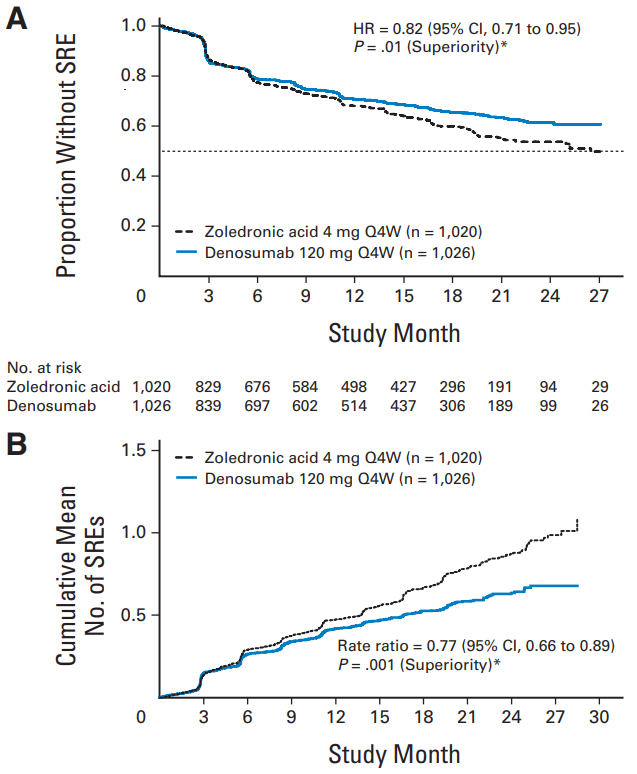 A
HR = 0.82 (95% CI, 0.71 to 0.95)
P = .01 (Superiority)*
Proportion Without SRE
1.0
0.8
0.6
0.4
0.2
Zoledronic acid 4 mg Q4W (n = 1,020)
Denosumab 120 mg Q4W (n = 1,026)
0 3 6 9 12 15 18 21 24 27
Study Month
No. at risk
Zoledronic acid 1,020 829 676 584 498 427 296 191 94 29
Denosumab 1,026 839 697 602 514 437 306 189 99 26
B
Cumulative Mean
No. of SREs
1.5
1.0
0.5
Zoledronic acid 4 mg Q4W (n = 1,020)
Denosumab 120 mg Q4W (n = 1,026)
Rate ratio = 0.77 (95% CI, 0.66 to 0.89)
P = .001 (Superiority)*
0 3 6 9 12 15 18 21 24 27 30
Study Month